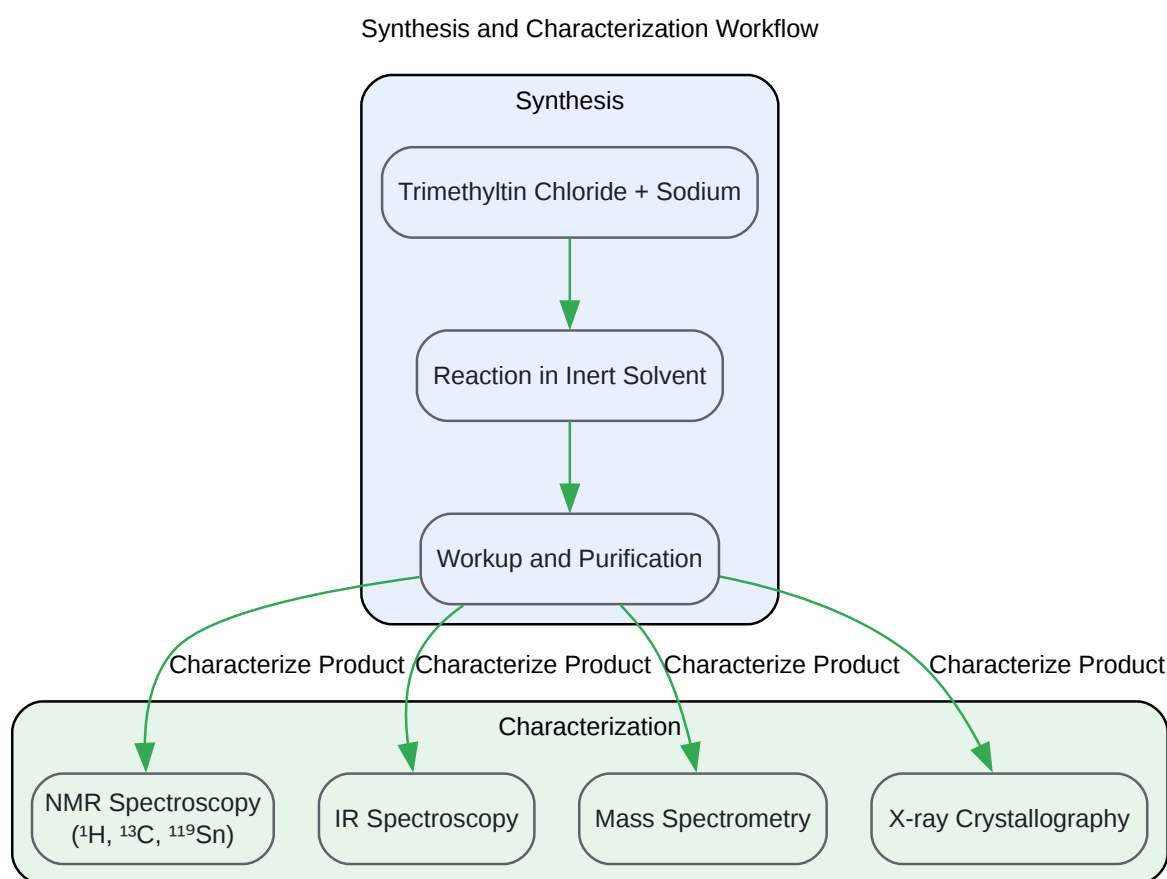 Synthesis and Characterization Workflow
Synthesis
Trimethyltin Chloride + Sodium
Reaction in Inert Solvent
Workup and Purification
Characterize Product
Characterize Product
Characterize Product
Characterize Product
Characterization
NMR Spectroscopy
(¹H, ¹³C, ¹¹⁹Sn)
IR Spectroscopy
Mass Spectrometry
X-ray Crystallography